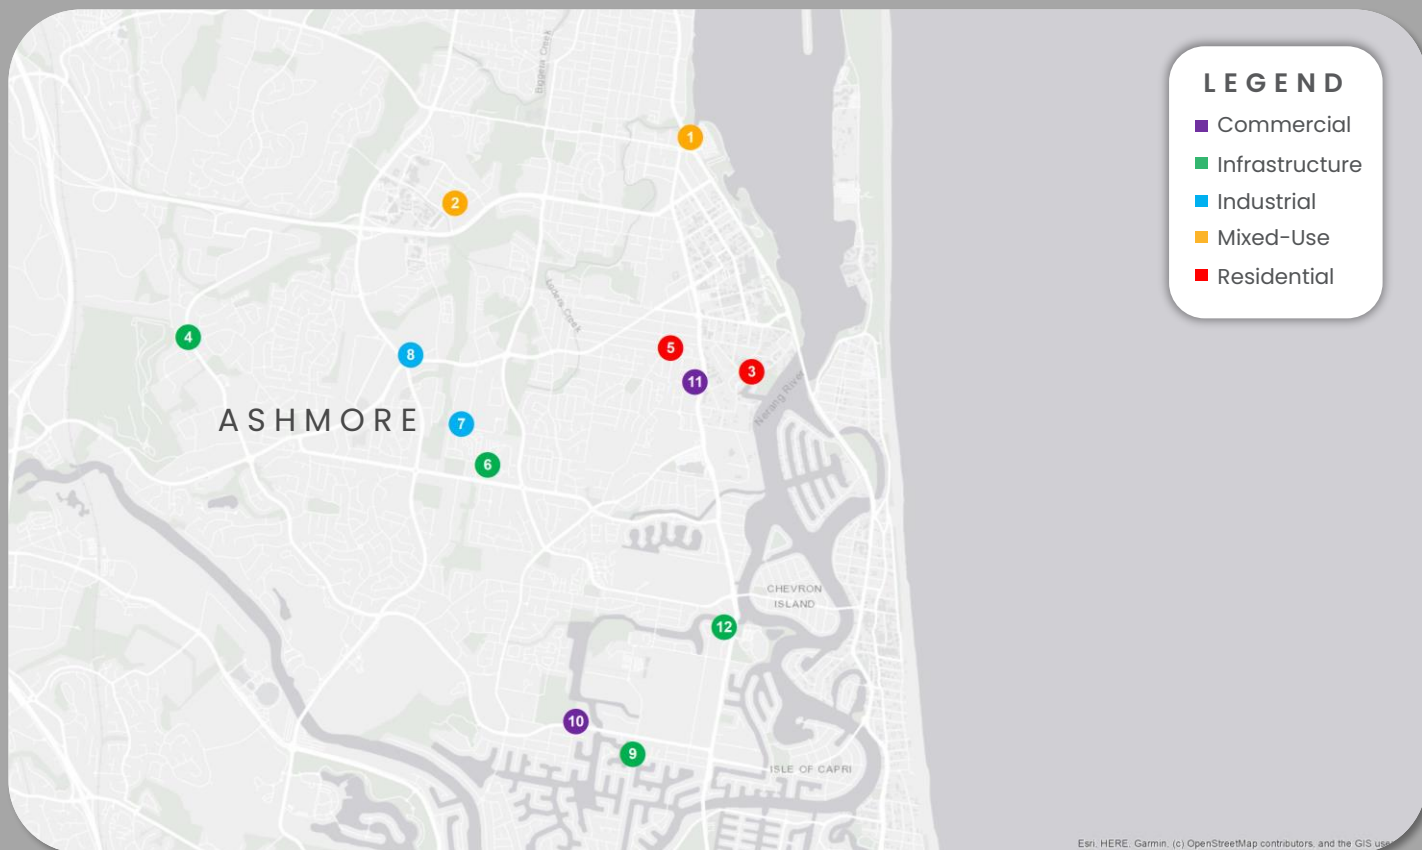 LEGEND
Commercial
Infrastructure
Industrial
Mixed-Use
Residential
Biggera Creek
1
2
Loders Creek
4
5
8
3
11
Nerang River
ASHMORE
7
6
CHEVRON
ISLAND
12
10
9
ISLE OF CAPRI
Esri, HERE, Garmin, (c) OpenStreetMap contributors, and the GIS use